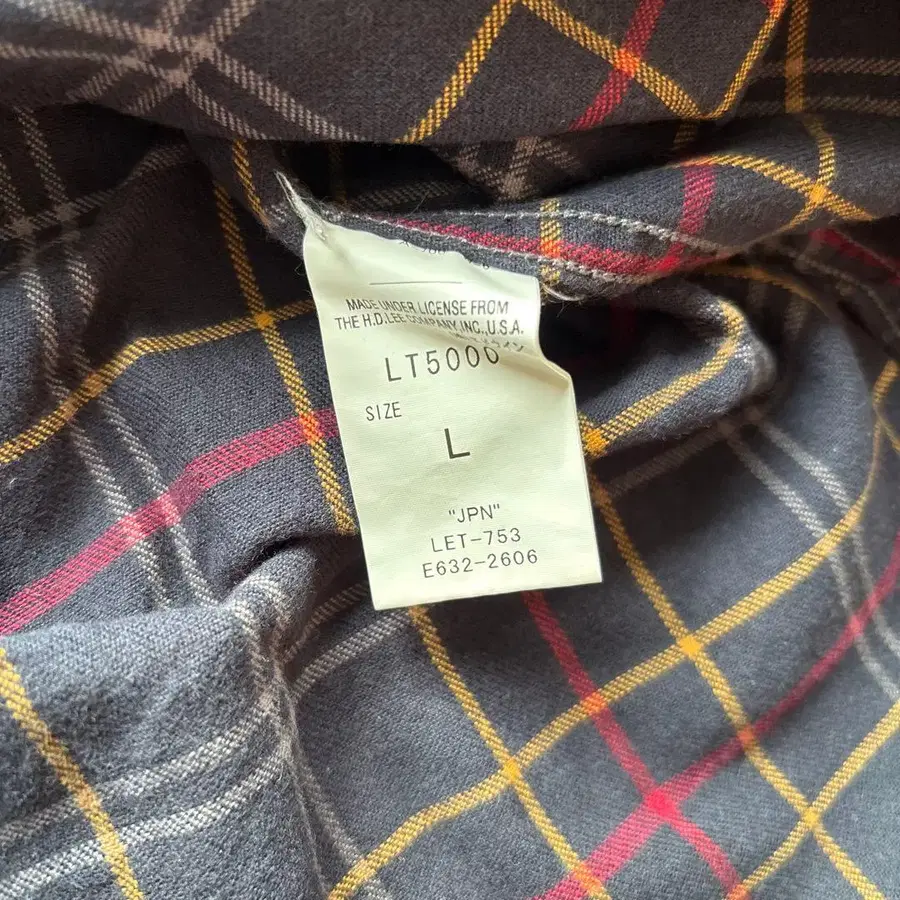 MADE UNDER LICENSE FROM
THE H.D.LEE COMPANY, INC., U.S.A.
LT5000
SIZE
L
"JPN"
LET-753
E632-2606